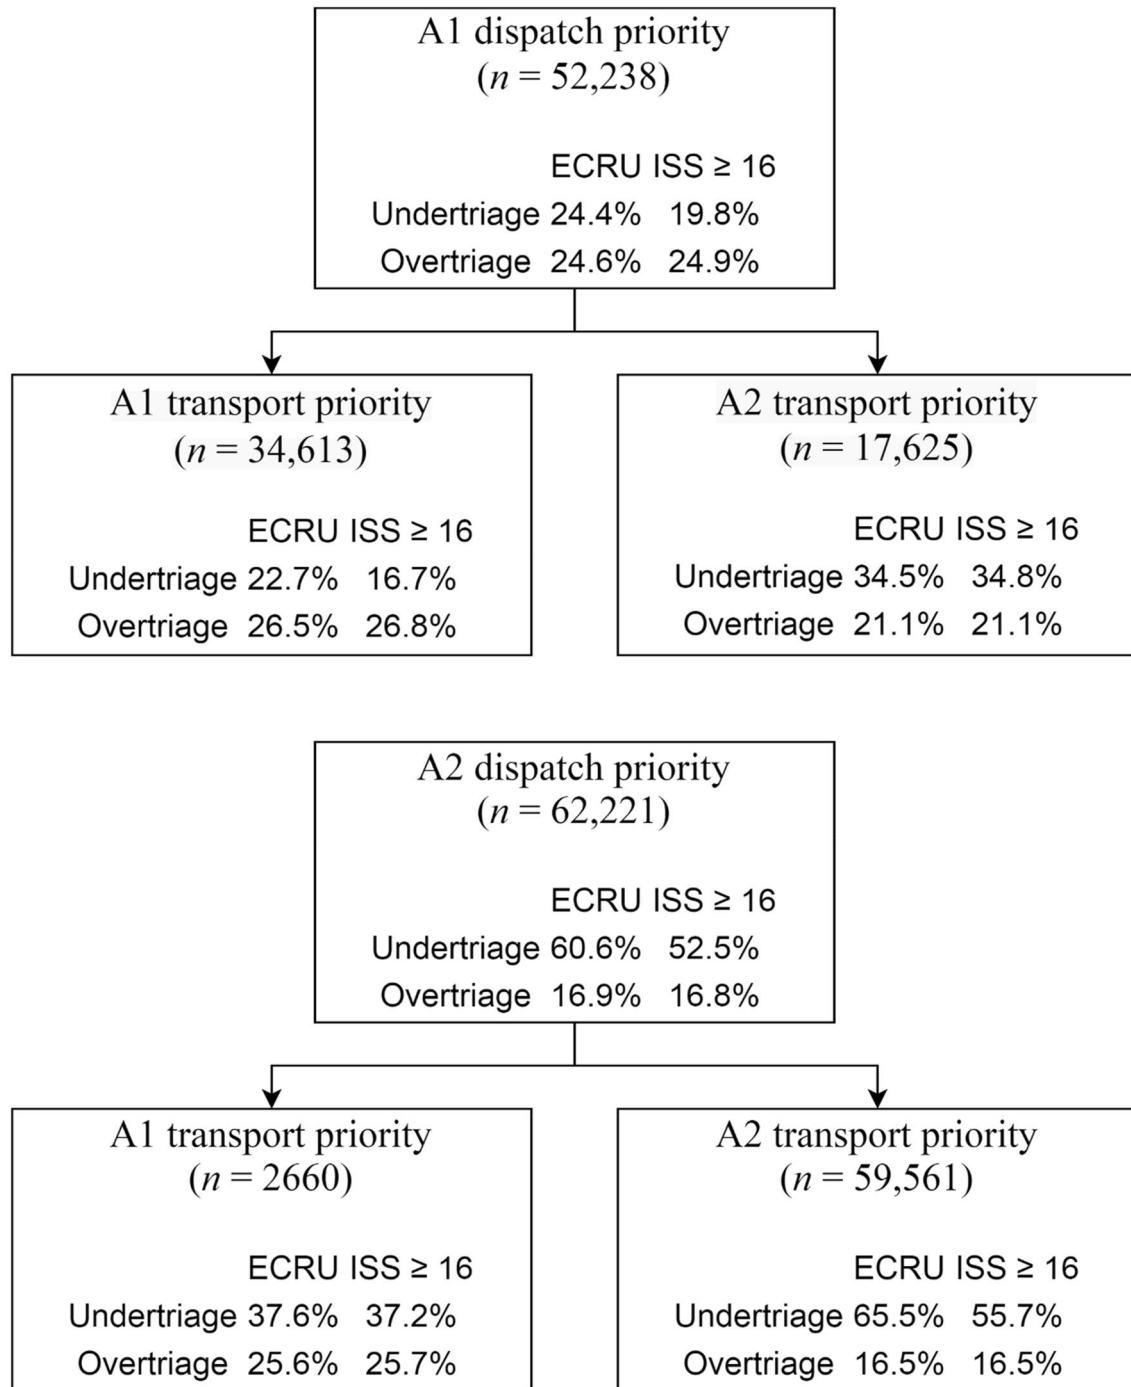 A1 dispatch priority
(n = 52,238)
ECRU ISS ≥ 16
Undertriage 24.4% 19.8%
Overtriage 24.6% 24.9%
A1 transport priority
(n = 34,613)
ECRU ISS ≥ 16
Undertriage 22.7% 16.7%
Overtriage 26.5% 26.8%
A2 transport priority
(n = 17,625)
ECRU ISS ≥ 16
Undertriage 34.5% 34.8%
Overtriage 21.1% 21.1%
A2 dispatch priority
(n = 62,221)
ECRU ISS ≥ 16
Undertriage 60.6% 52.5%
Overtriage 16.9% 16.8%
A1 transport priority
(n = 2660)
ECRU ISS ≥ 16
Undertriage 37.6% 37.2%
Overtriage 25.6% 25.7%
A2 transport priority
(n = 59,561)
ECRU ISS ≥ 16
Undertriage 65.5% 55.7%
Overtriage 16.5% 16.5%